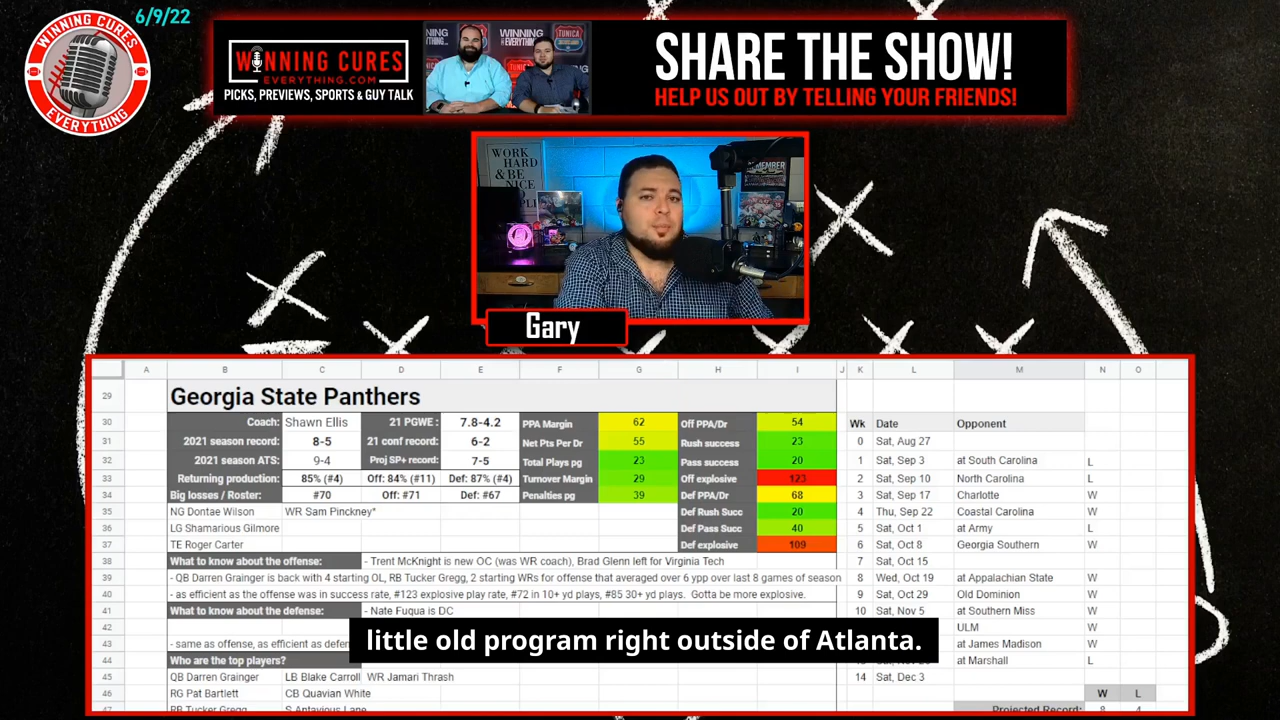 6/9/22
WINNING CURES
EVERYTHING
WINNING CURES
EVERYTHING.COM
PICKS, PREVIEWS, SPORTS & GUY TALK
SHARE THE SHOW!
HELP US OUT BY TELLING YOUR FRIENDS!
WORK
HARD
& BE
NICE
Gary
A B C D E F G H I J K L M N O
29 Georgia State Panthers
30 Coach: Shawn Ellis 21 PGWE : 7.8-4.2 PPA Margin 62 Off PPA/Dr 54 Wk Date Opponent
31 2021 season record: 8-5 21 conf record: 6-2 Net Pts Per Dr 55 Rush success 23 0 Sat, Aug 27
32 2021 season ATS: 9-4 Proj SP+ record: 7-5 Total Plays pg 23 Pass success 20 1 Sat, Sep 3 at South Carolina L
33 Returning production: 85% (#4) Off: 84% (#11) Def: 87% (#4) Turnover Margin 29 Off explosive 123 2 Sat, Sep 10 North Carolina L
34 Big losses / Roster: #70 Off: #71 Def: #67 Penalties pg 39 Def PPA/Dr 68 3 Sat, Sep 17 Charlotte W
35 NG Dontae Wilson WR Sam Pinckney* Def Rush Succ 20 4 Thu, Sep 22 Coastal Carolina W
36 LG Shamarious Gilmore Def Pass Succ 40 5 Sat, Oct 1 at Army L
37 TE Roger Carter Def explosive 109 6 Sat, Oct 8 Georgia Southern W
38 What to know about the offense: - Trent McKnight is new OC (was WR coach), Brad Glenn left for Virginia Tech 7 Sat, Oct 15
39 - QB Darren Grainger is back with 4 starting OL, RB Tucker Gregg, 2 starting WRs for offense that averaged over 6 ypp over last 8 games of season 8 Wed, Oct 19 at Appalachian State W
40 - as efficient as the offense was in success rate, #123 explosive play rate, #72 in 10+ yd plays, #85 30+ yd plays. Gotta be more explosive. 9 Sat, Oct 29 Old Dominion W
41 What to know about the defense: - Nate Fuqua is DC 10 Sat, Nov 5 at Southern Miss W
42 ULM W
43 - same as offense, as efficient as defen at James Madison W
44 Who are the top players? at Marshall L
45 QB Darren Grainger LB Blake Carroll WR Jamari Thrash 14 Sat, Dec 3
46 RG Pat Bartlett CB Quavian White W L
47 RB Tucker Gregg S Antavious Lane Projected Record: 8 4
little old program right outside of Atlanta.